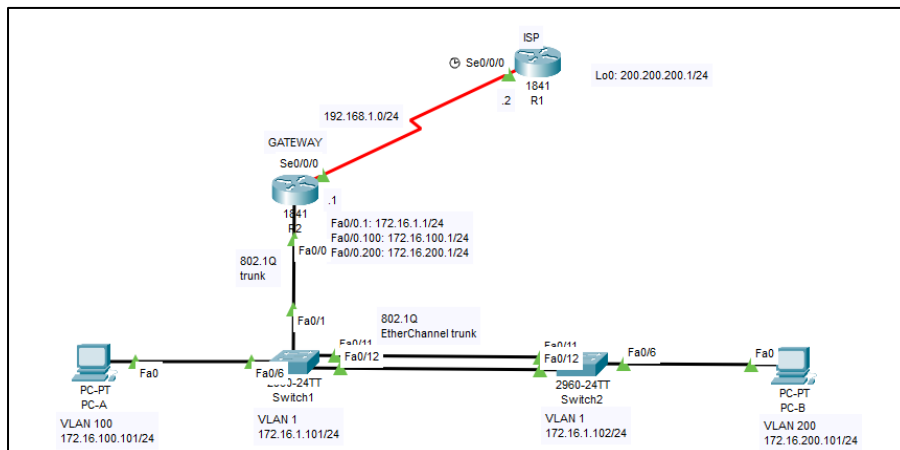 ISP
Se0/0/0
1841
R1
Lo0: 200.200.200.1/24
.2
192.168.1.0/24
GATEWAY
Se0/0/0
.1
1841
R2
Fa0/0.1: 172.16.1.1/24
Fa0/0.100: 172.16.100.1/24
Fa0/0.200: 172.16.200.1/24
Fa0/0
802.1Q
trunk
Fa0/1
802.1Q
EtherChannel trunk
Fa0/12
Fa0/12
Fa0
Fa0/6
Fa0/6
Fa0
PC-PT
PC-A
Switch1
2960-24TT
Switch2
PC-PT
PC-B
VLAN 100
172.16.100.101/24
VLAN 1
172.16.1.101/24
VLAN 1
172.16.1.102/24
VLAN 200
172.16.200.101/24